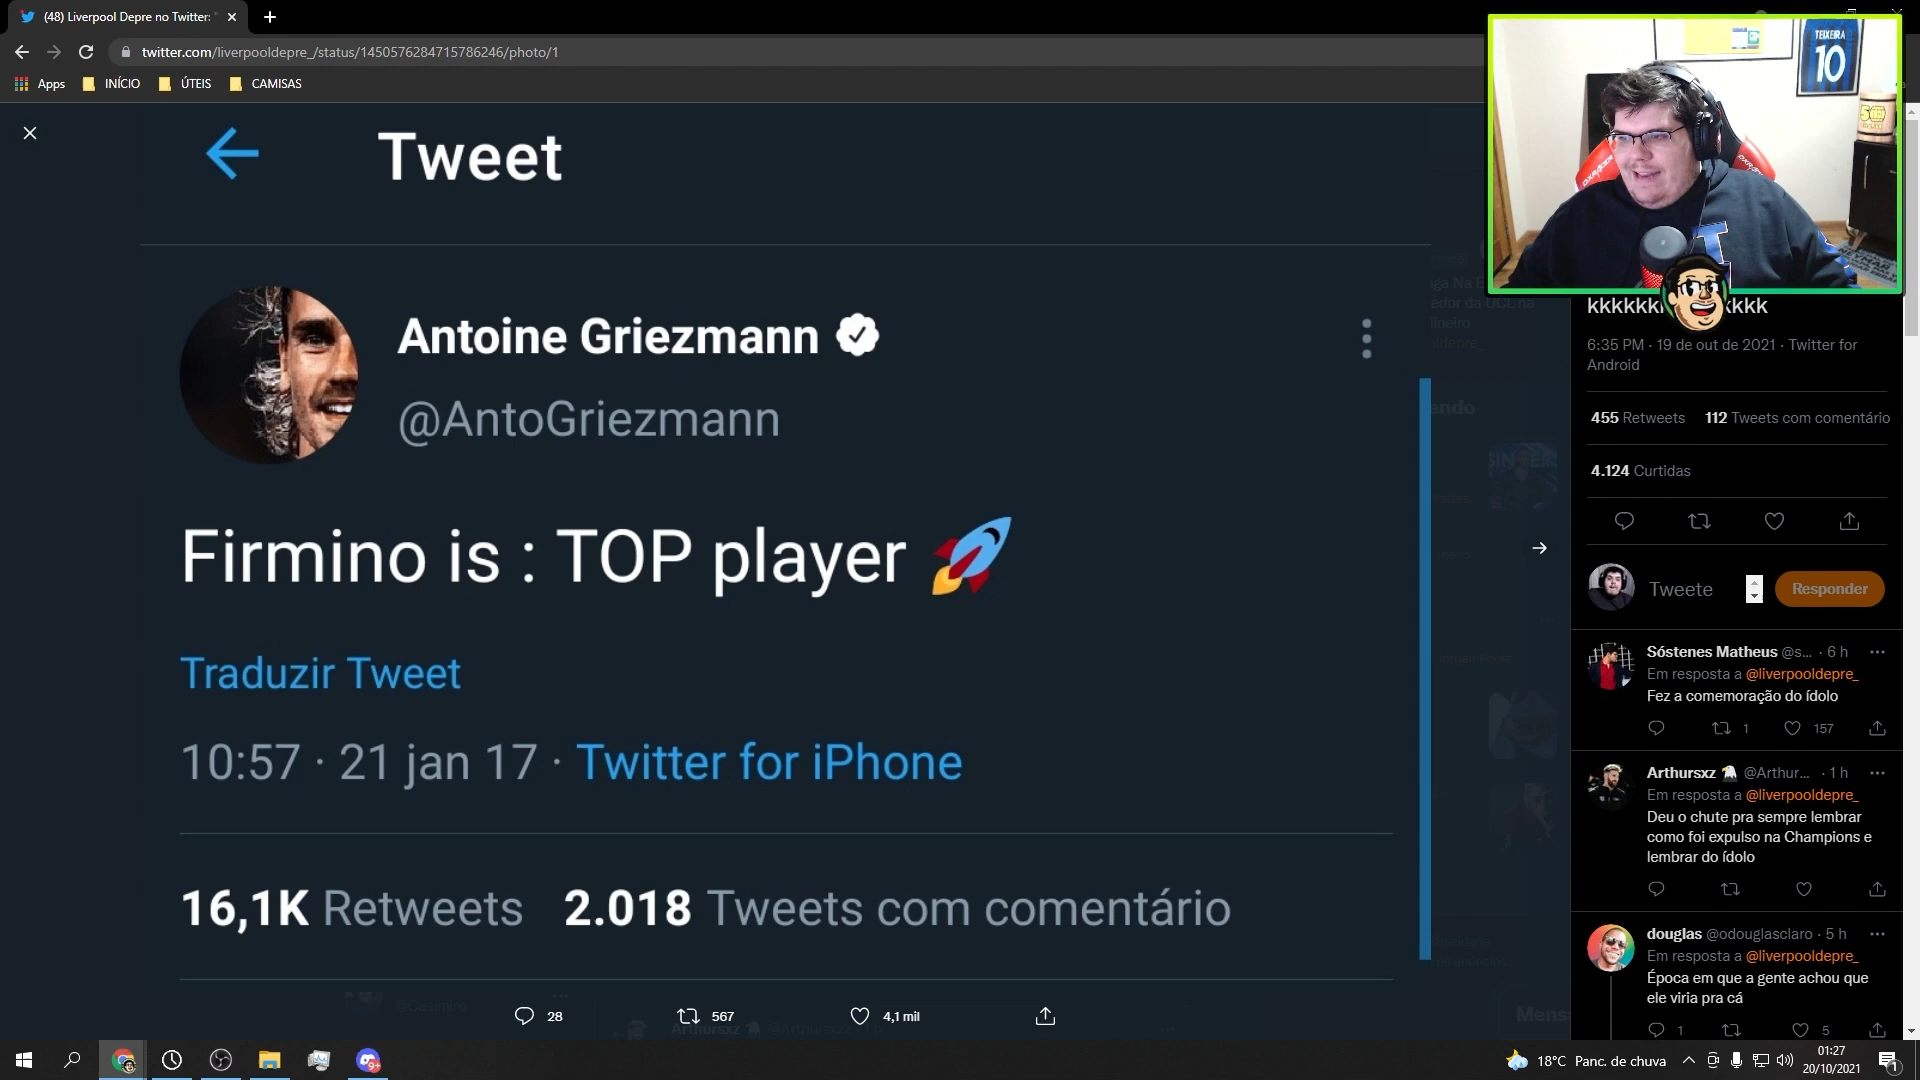 (48) Liverpool Depre no Twitter: "
twitter.com/liverpooldepre_/status/1450576284715786246/photo/1
Apps INÍCIO ÚTEIS CAMISAS
Tweet
Antoine Griezmann
@AntoGriezmann
Firmino is : TOP player 🚀
Traduzir Tweet
10:57 · 21 jan 17 · Twitter for iPhone
16,1K Retweets 2.018 Tweets com comentário
28 567 4,1 mil
TEIXEIRA
10
DXRACER
NEYMAR
6:35 PM · 19 de out de 2021 · Twitter for
Android
455 Retweets 112 Tweets com comentário
4.124 Curtidas
Tweete Responder
Sóstenes Matheus @s... · 6 h
Em resposta a @liverpooldepre_
Fez a comemoração do ídolo
1 157
Arthursxz @Arthur... · 1 h
Em resposta a @liverpooldepre_
Deu o chute pra sempre lembrar
como foi expulso na Champions e
lembrar do ídolo
douglas @odouglasclaro · 5 h
Em resposta a @liverpooldepre_
Época em que a gente achou que
ele viria pra cá
1 5
18°C Panc. de chuva
01:27
20/10/2021
1
9+